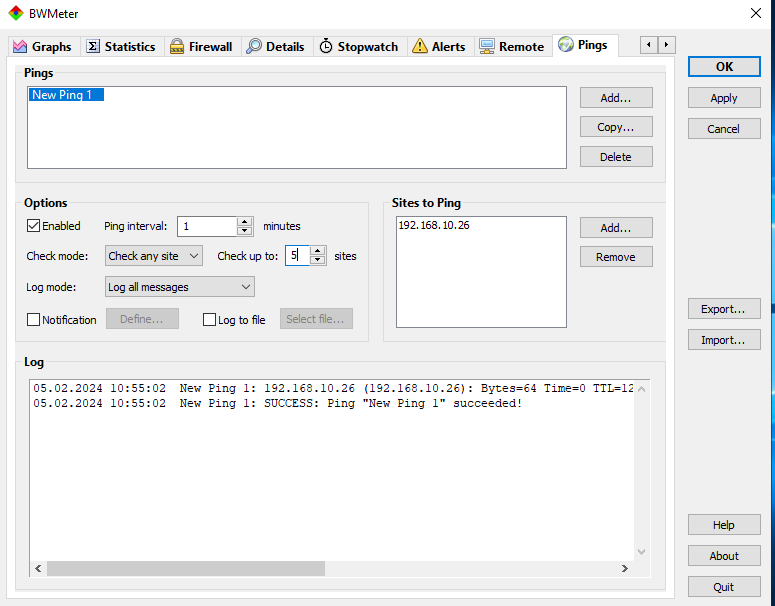 BWMeter
Graphs Statistics Firewall Details Stopwatch Alerts Remote Pings
OK
Apply
Cancel
Pings
New Ping 1
Add...
Copy...
Delete
Options
Enabled Ping interval: 1 minutes
Check mode: Check any site Check up to: 5 sites
Log mode: Log all messages
Notification Define... Log to file Select file...
Sites to Ping
192.168.10.26
Add...
Remove
Export...
Import...
Log
05.02.2024 10:55:02 New Ping 1: 192.168.10.26 (192.168.10.26): Bytes=64 Time=0 TTL=12
05.02.2024 10:55:02 New Ping 1: SUCCESS: Ping "New Ping 1" succeeded!
Help
About
Quit